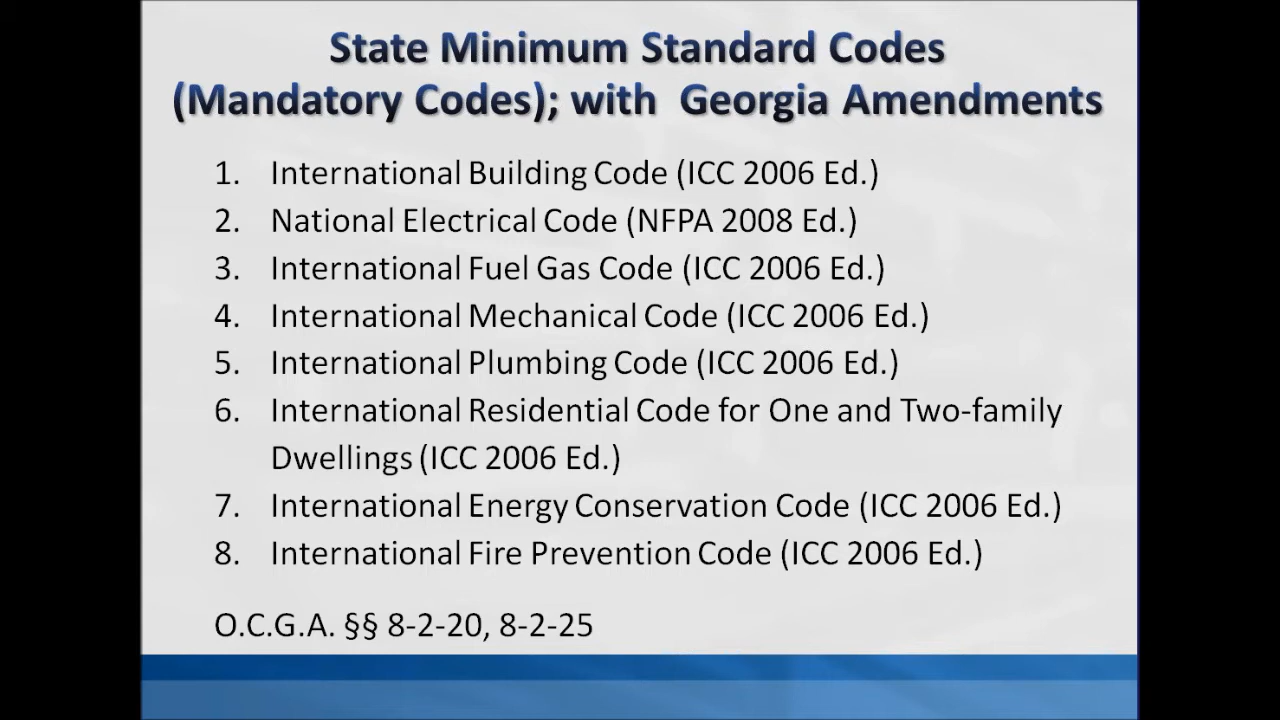 State Minimum Standard Codes
(Mandatory Codes); with Georgia Amendments
1. International Building Code (ICC 2006 Ed.)
2. National Electrical Code (NFPA 2008 Ed.)
3. International Fuel Gas Code (ICC 2006 Ed.)
4. International Mechanical Code (ICC 2006 Ed.)
5. International Plumbing Code (ICC 2006 Ed.)
6. International Residential Code for One and Two-family
Dwellings (ICC 2006 Ed.)
7. International Energy Conservation Code (ICC 2006 Ed.)
8. International Fire Prevention Code (ICC 2006 Ed.)
O.C.G.A. §§ 8-2-20, 8-2-25